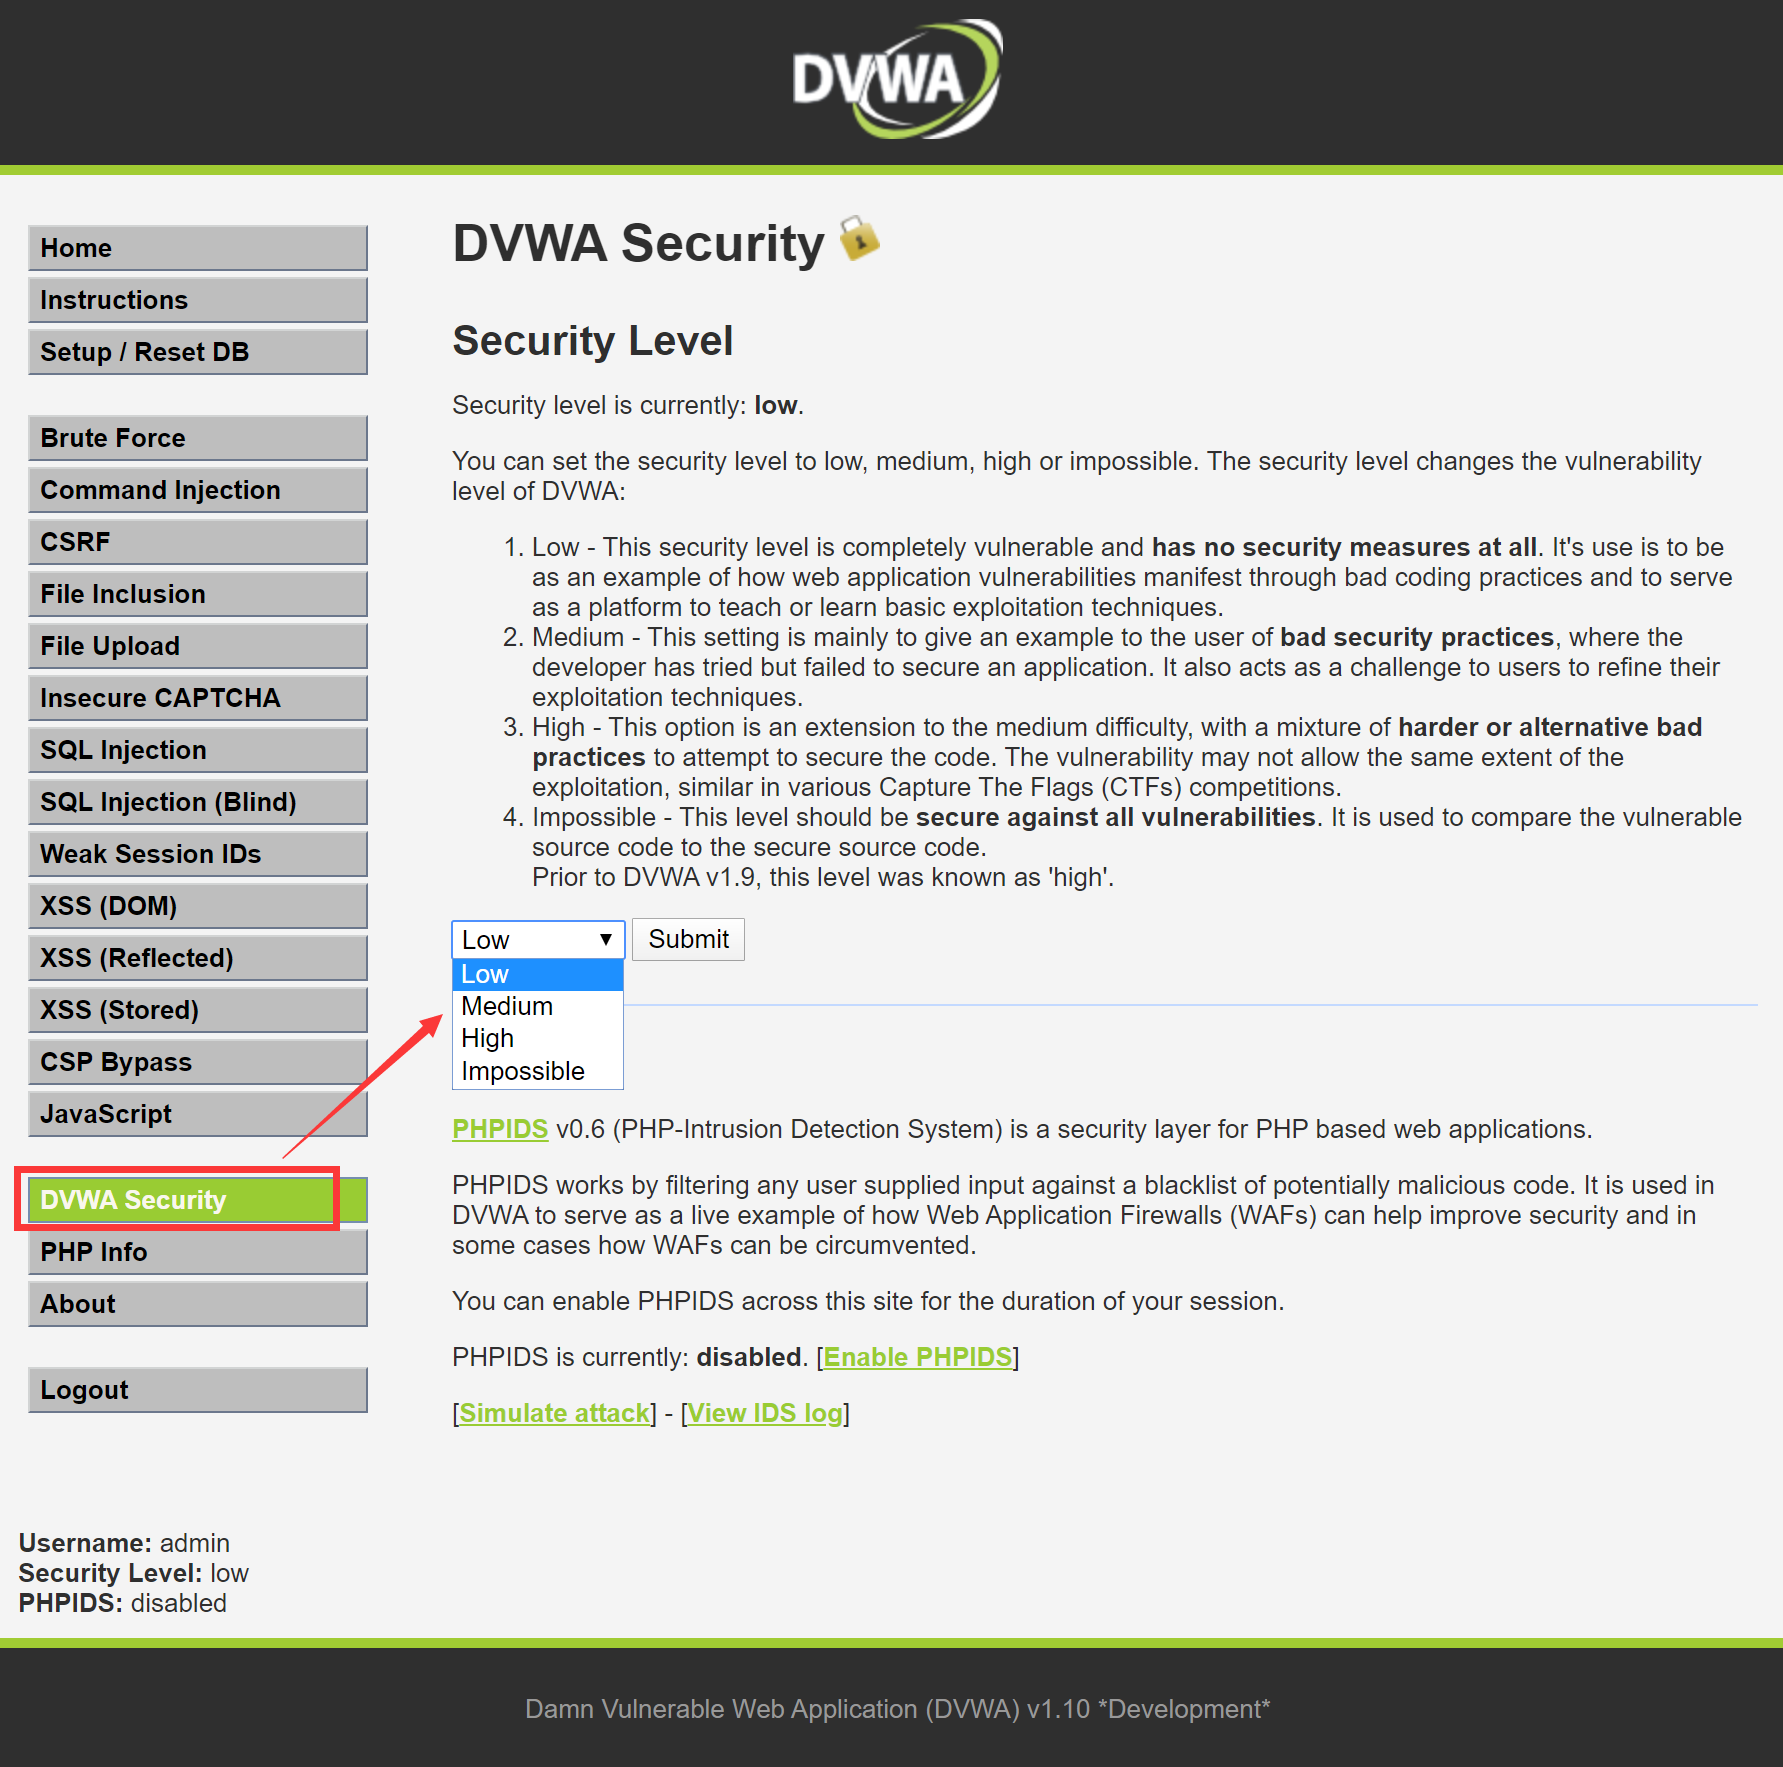 DVWA
Home
Instructions
Setup / Reset DB
Brute Force
Command Injection
CSRF
File Inclusion
File Upload
Insecure CAPTCHA
SQL Injection
SQL Injection (Blind)
Weak Session IDs
XSS (DOM)
XSS (Reflected)
XSS (Stored)
CSP Bypass
JavaScript
DVWA Security
PHP Info
About
Logout
DVWA Security
Security Level
Security level is currently: low.
You can set the security level to low, medium, high or impossible. The security level changes the vulnerability
level of DVWA:
1. Low - This security level is completely vulnerable and has no security measures at all. It's use is to be
as an example of how web application vulnerabilities manifest through bad coding practices and to serve
as a platform to teach or learn basic exploitation techniques.
2. Medium - This setting is mainly to give an example to the user of bad security practices, where the
developer has tried but failed to secure an application. It also acts as a challenge to users to refine their
exploitation techniques.
3. High - This option is an extension to the medium difficulty, with a mixture of harder or alternative bad
practices to attempt to secure the code. The vulnerability may not allow the same extent of the
exploitation, similar in various Capture The Flags (CTFs) competitions.
4. Impossible - This level should be secure against all vulnerabilities. It is used to compare the vulnerable
source code to the secure source code.
Prior to DVWA v1.9, this level was known as 'high'.
Low Submit
Low
Medium
High
Impossible
PHPIDS v0.6 (PHP-Intrusion Detection System) is a security layer for PHP based web applications.
PHPIDS works by filtering any user supplied input against a blacklist of potentially malicious code. It is used in
DVWA to serve as a live example of how Web Application Firewalls (WAFs) can help improve security and in
some cases how WAFs can be circumvented.
You can enable PHPIDS across this site for the duration of your session.
PHPIDS is currently: disabled. [Enable PHPIDS]
[Simulate attack] - [View IDS log]
Username: admin
Security Level: low
PHPIDS: disabled
Damn Vulnerable Web Application (DVWA) v1.10 *Development*